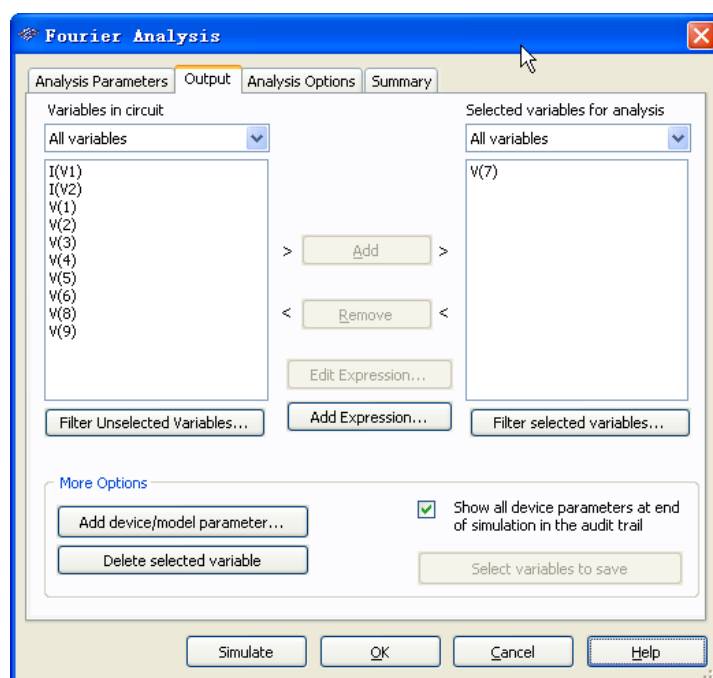 Fourier Analysis
Analysis Parameters Output Analysis Options Summary
Variables in circuit
All variables
I(V1)
I(V2)
V(1)
V(2)
V(3)
V(4)
V(5)
V(6)
V(8)
V(9)
Filter Unselected Variables...
> Add >
< Remove <
Edit Expression...
Add Expression...
Selected variables for analysis
All variables
V(7)
Filter selected variables...
More Options
Add device/model parameter...
Delete selected variable
Show all device parameters at end
of simulation in the audit trail
Select variables to save
Simulate OK Cancel Help